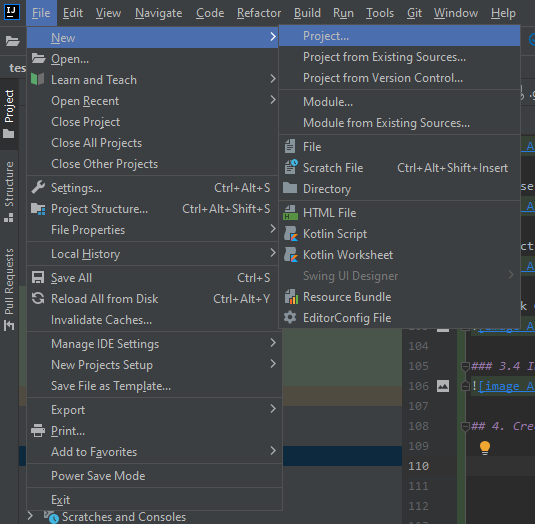 IJ File Edit View Navigate Code Refactor Build Run Tools Git Window Help
New
Open...
Learn and Teach
Open Recent
Close Project
Close All Projects
Close Other Projects
Settings... Ctrl+Alt+S
Project Structure... Ctrl+Alt+Shift+S
File Properties
Local History
Save All Ctrl+S
Reload All from Disk Ctrl+Alt+Y
Invalidate Caches...
Manage IDE Settings
New Projects Setup
Save File as Template...
Export
Print...
Add to Favorites
Power Save Mode
Exit
Project...
Project from Existing Sources...
Project from Version Control...
Module...
Module from Existing Sources...
File
Scratch File Ctrl+Alt+Shift+Insert
Directory
HTML File
Kotlin Script
Kotlin Worksheet
Swing UI Designer
Resource Bundle
EditorConfig File
tes
Project
Structure
Pull Requests
Scratches and Consoles
104
105 ### 3.4 I
106 ![image A
107
108 ## 4. Cre
109
110
111
112